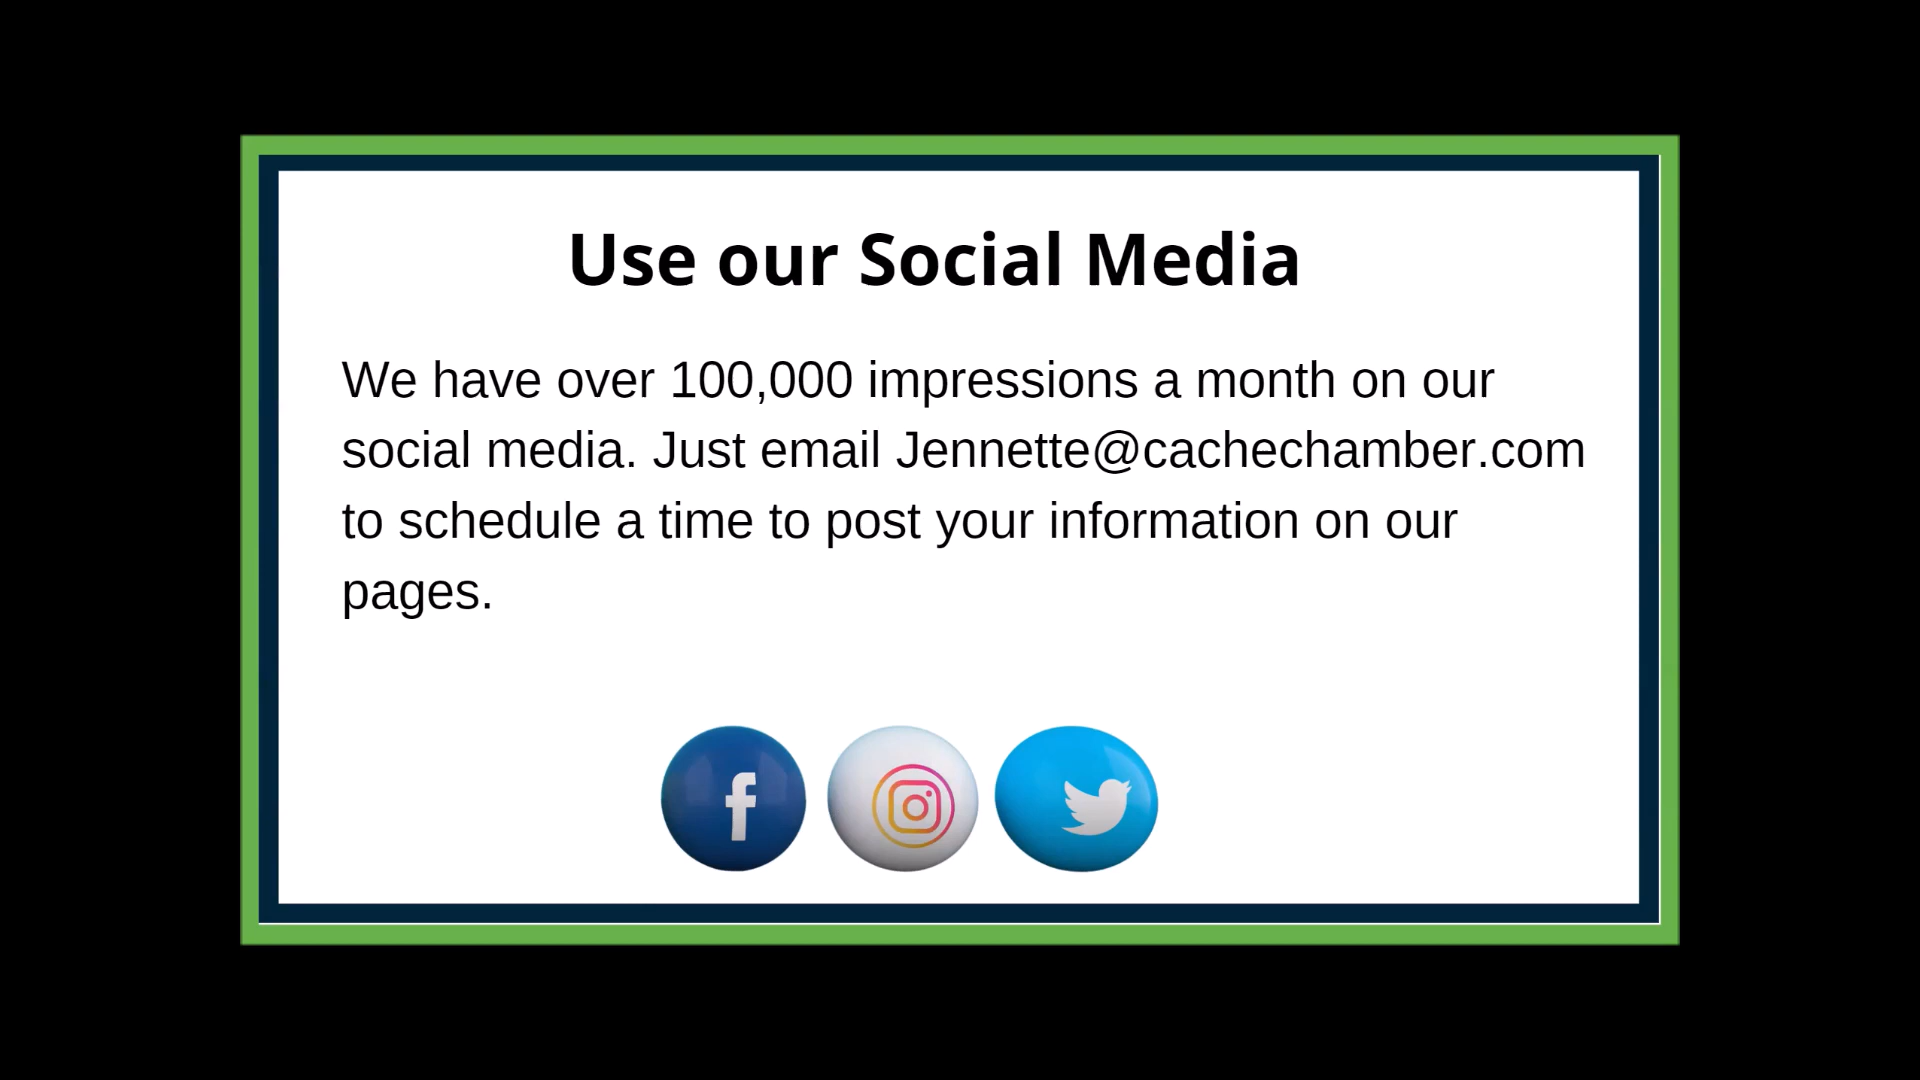 Use our Social Media
We have over 100,000 impressions a month on our
social media. Just email Jennette@cachechamber.com
to schedule a time to post your information on our
pages.